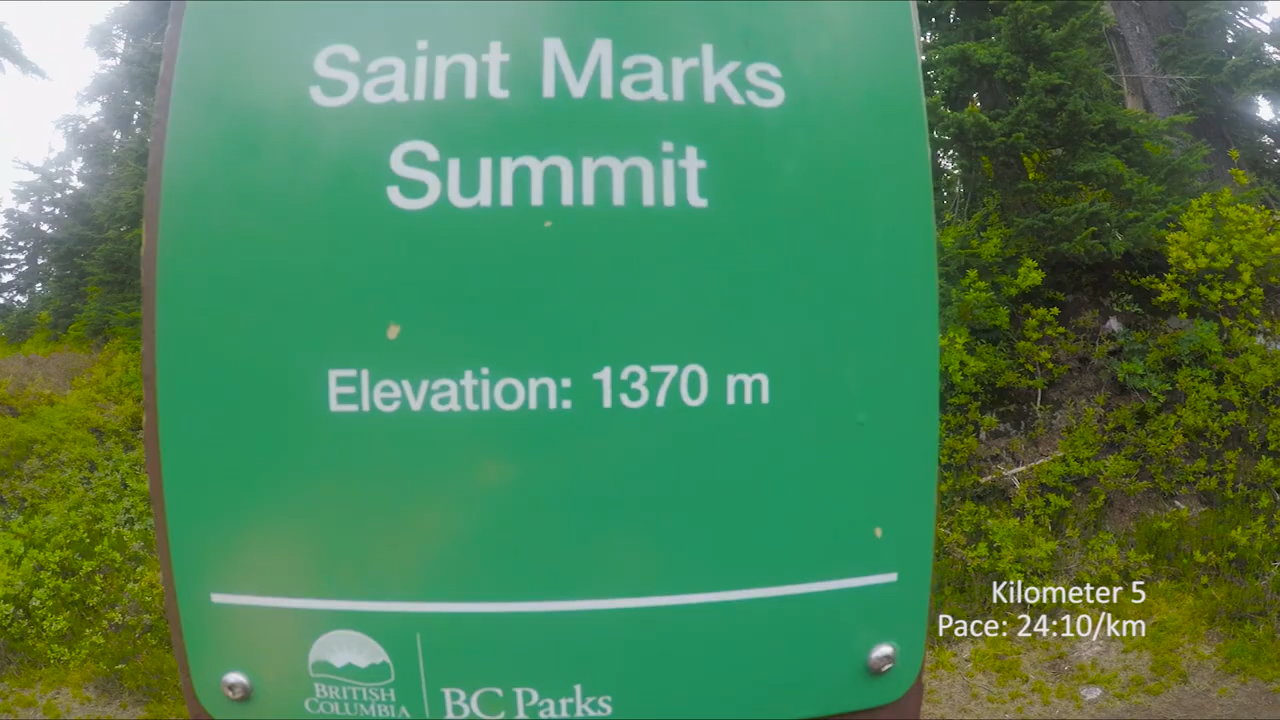 Saint Marks
Summit
Elevation: 1370 m
BRITISH
COLUMBIA
BC Parks
Kilometer 5
Pace: 24:10/km